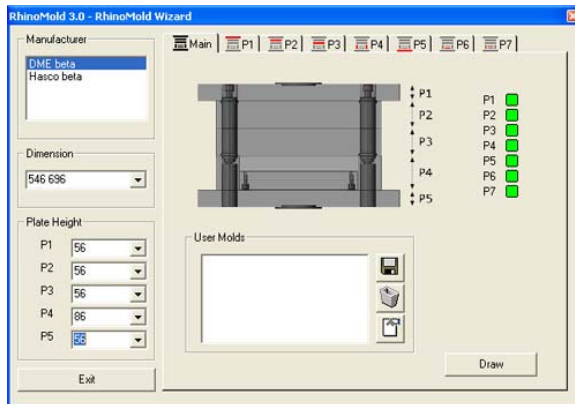 RhinoMold 3.0 - RhinoMold Wizard
Manufacturer
DME beta
Hasco beta
Dimension
546 696
Plate Height
P1 56
P2 56
P3 56
P4 86
P5 56
Exit
Main P1 P2 P3 P4 P5 P6 P7
P1
P2
P3
P4
P5
P1
P2
P3
P4
P5
P6
P7
User Molds
Draw